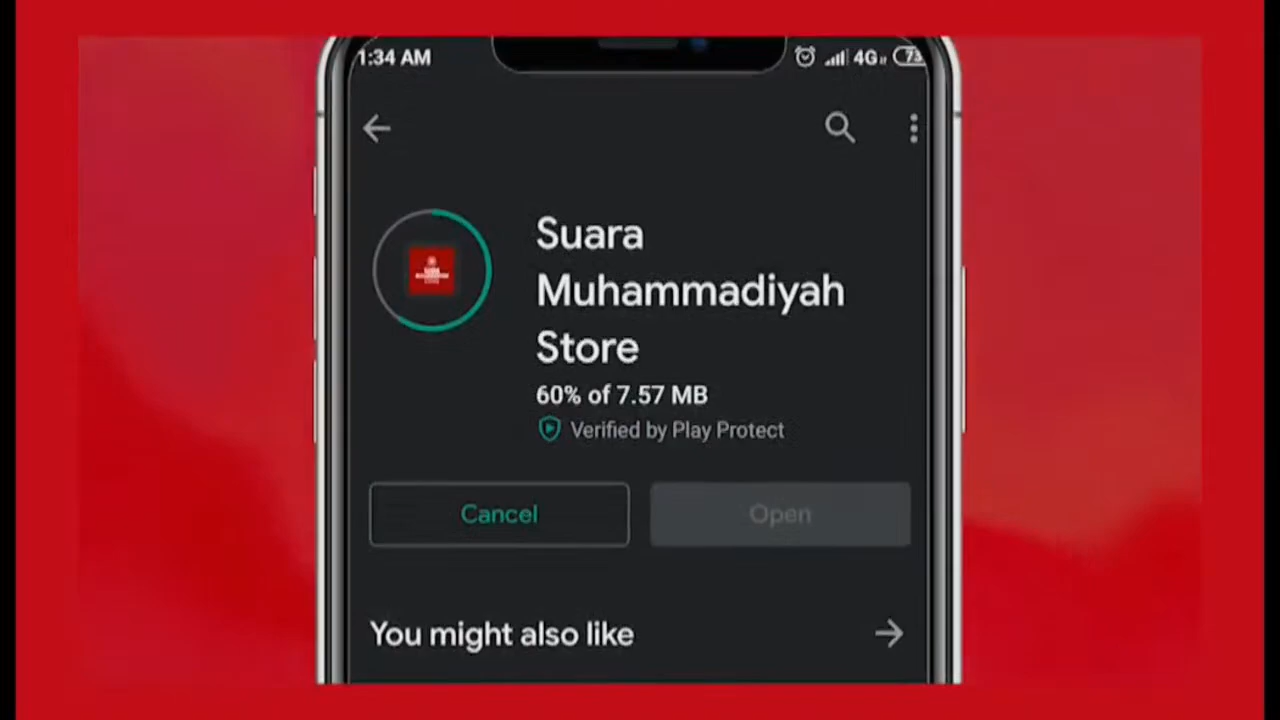 1:34 AM 4G 73
Suara
Muhammadiyah
Store
60% of 7.57 MB
Verified by Play Protect
Cancel Open
You might also like